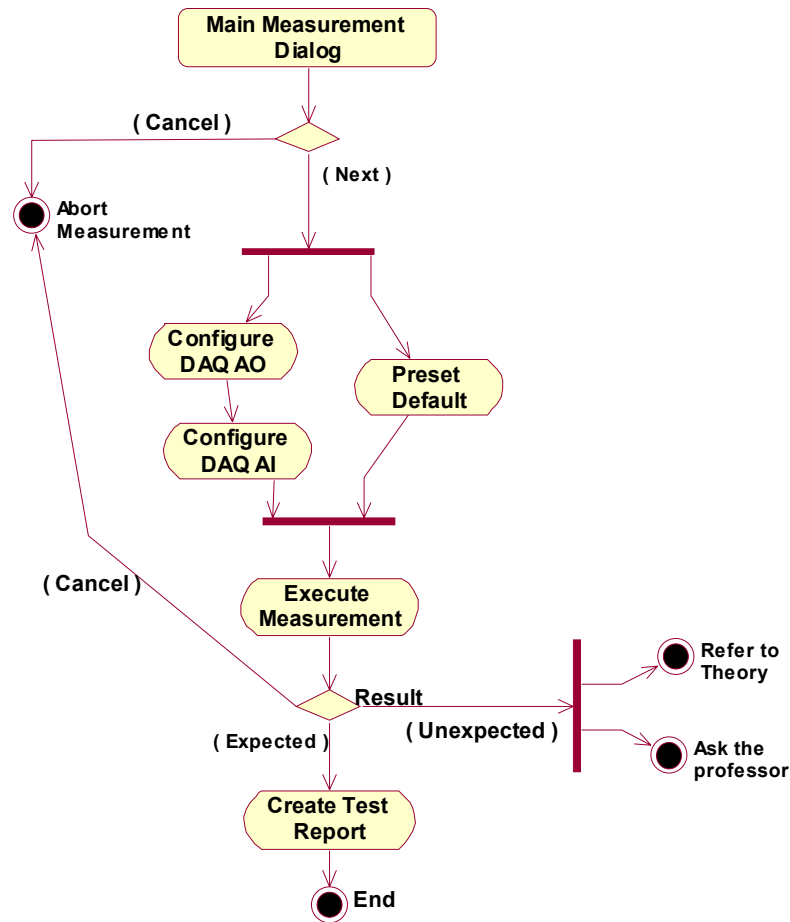 Main Measurement
Dialog
( Cancel )
( Next )
Abort
Measurement
Configure
DAQ AO
Preset
Default
Configure
DAQ AI
( Cancel )
Execute
Measurement
Refer to
Theory
Result
( Expected )
( Unexpected )
Ask the
professor
Create Test
Report
End